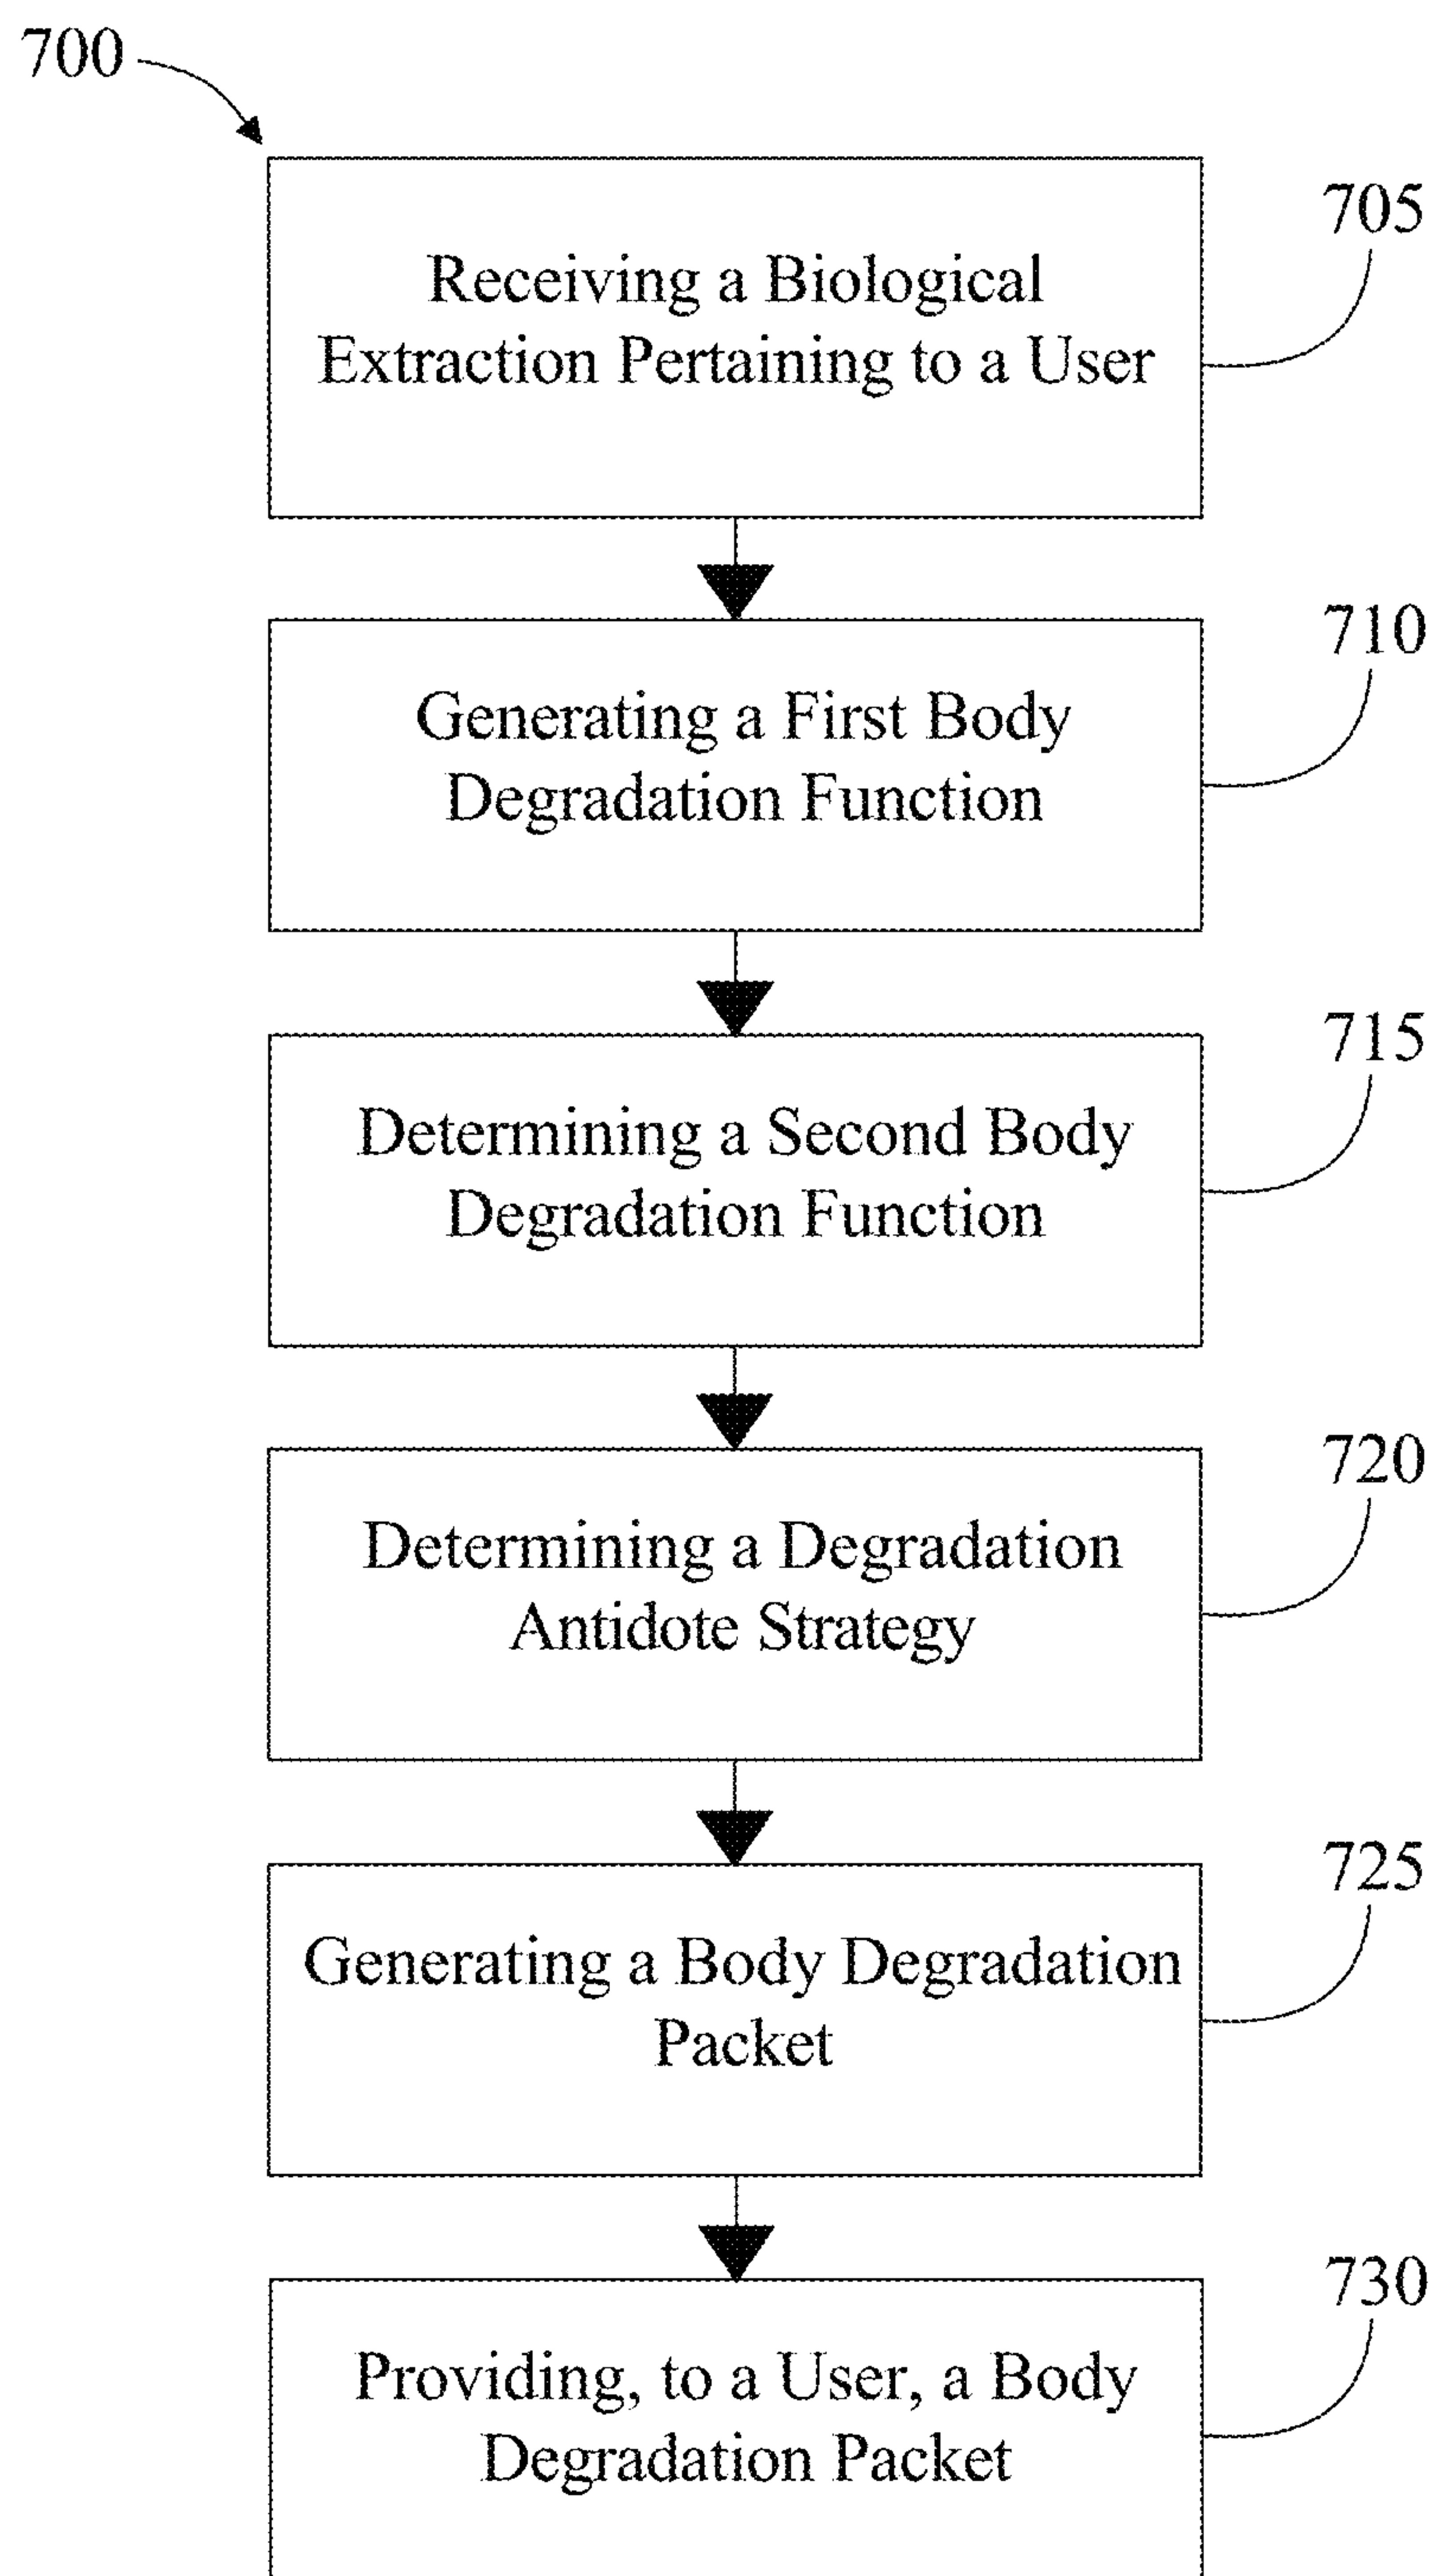 700
705
Receiving a Biological
Extraction Pertaining to a User
710
Generating a First Body
Degradation Function
715
Determining a Second Body
Degradation Function
720
Determining a Degradation
Antidote Strategy
725
Generating a Body Degradation
Packet
730
Providing, to a User, a Body
Degradation Packet